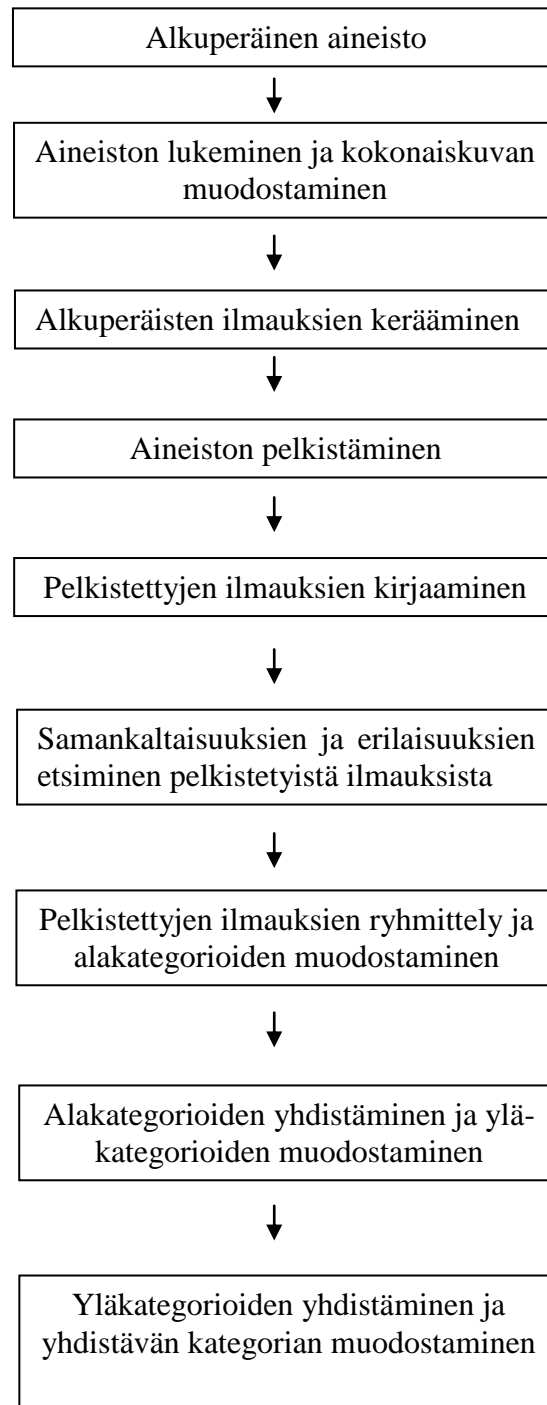 Alkuperäinen aineisto
Aineiston lukeminen ja kokonaiskuvan
muodostaminen
Alkuperäisten ilmauksien kerääminen
Aineiston pelkistäminen
Pelkistettyjen ilmauksien kirjaaminen
Samankaltaisuuksien ja erilaisuuksien
etsiminen pelkistetyistä ilmauksista
Pelkistettyjen ilmauksien ryhmittely ja
alakategorioiden muodostaminen
Alakategorioiden yhdistäminen ja ylä-
kategorioiden muodostaminen
Yläkategorioiden yhdistäminen ja
yhdistävän kategorian muodostaminen